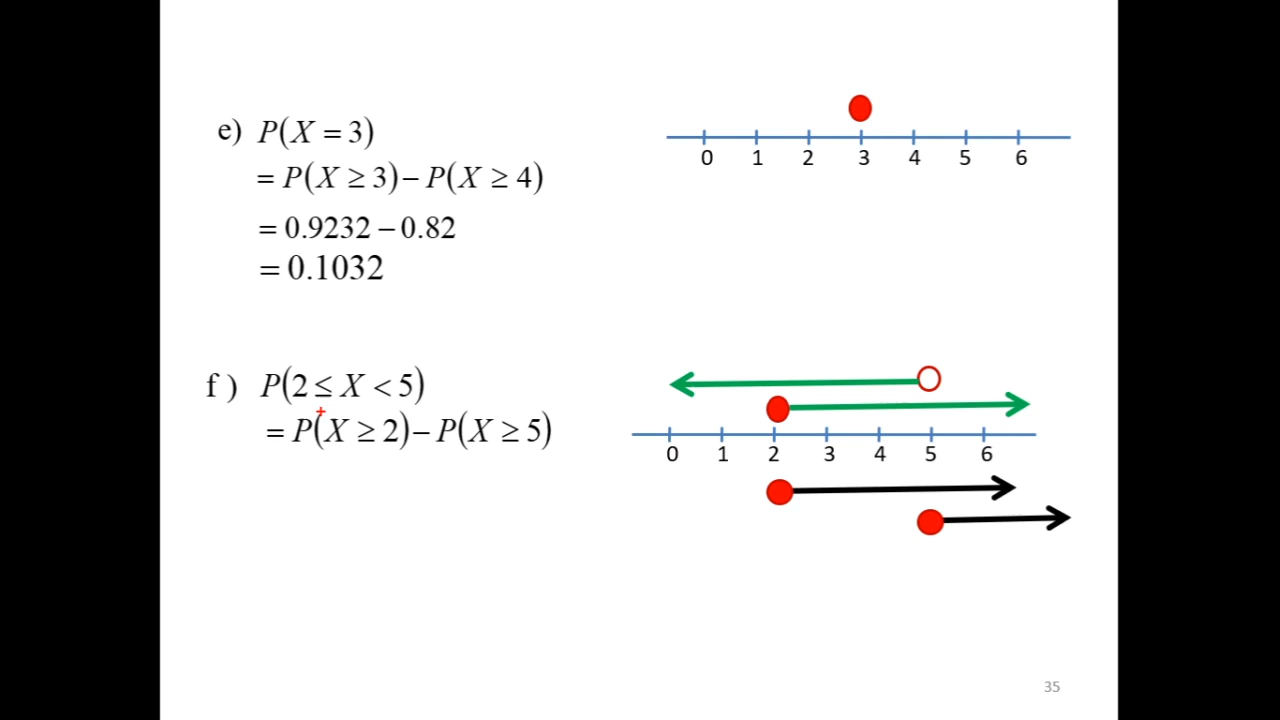 e) P(X = 3)
= P(X ≥ 3) – P(X ≥ 4)
= 0.9232 – 0.82
= 0.1032
0 1 2 3 4 5 6
f ) P(2 ≤ X < 5)
= P(X ≥ 2) – P(X ≥ 5)
0 1 2 3 4 5 6
35